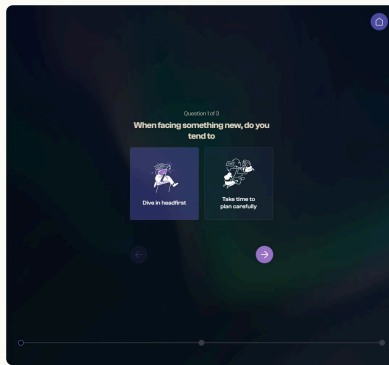 Question 1 of 3
When facing something new, do you
tend to
Dive in headfirst
Take time to
plan carefully